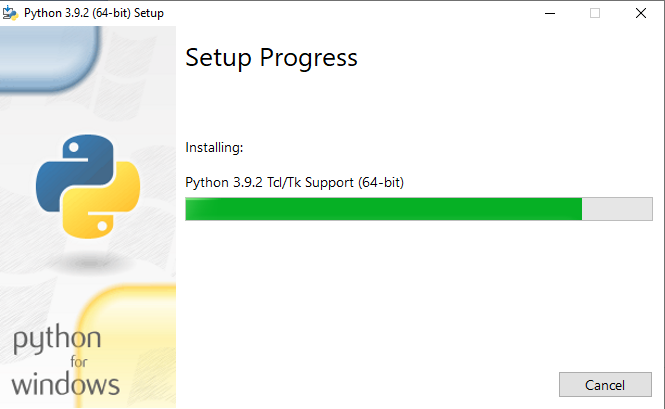 Python 3.9.2 (64-bit) Setup
Setup Progress
Installing:
Python 3.9.2 Tcl/Tk Support (64-bit)
python
for
windows
Cancel